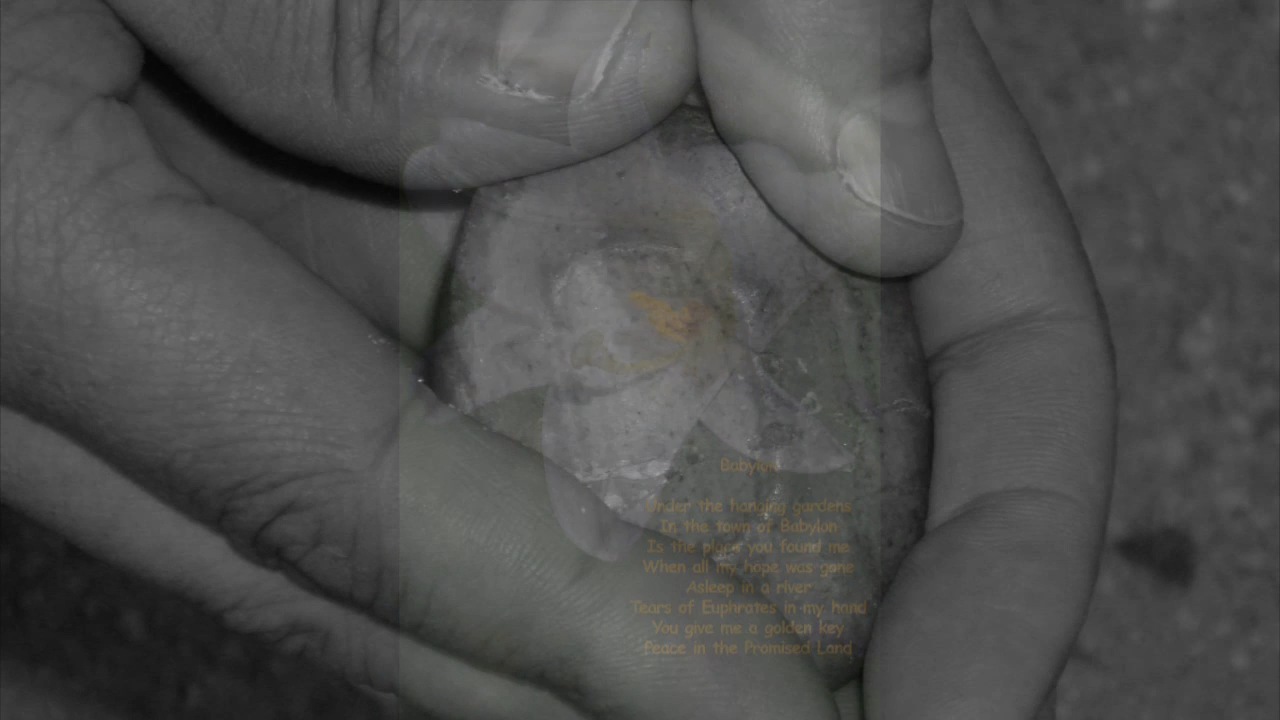 Babylon
Under the hanging gardens
In the town of Babylon
Is the place you found me
When all my hope was gone
Asleep in a river
Tears of Euphrates in my hand
You give me a golden key
Peace in the Promised Land